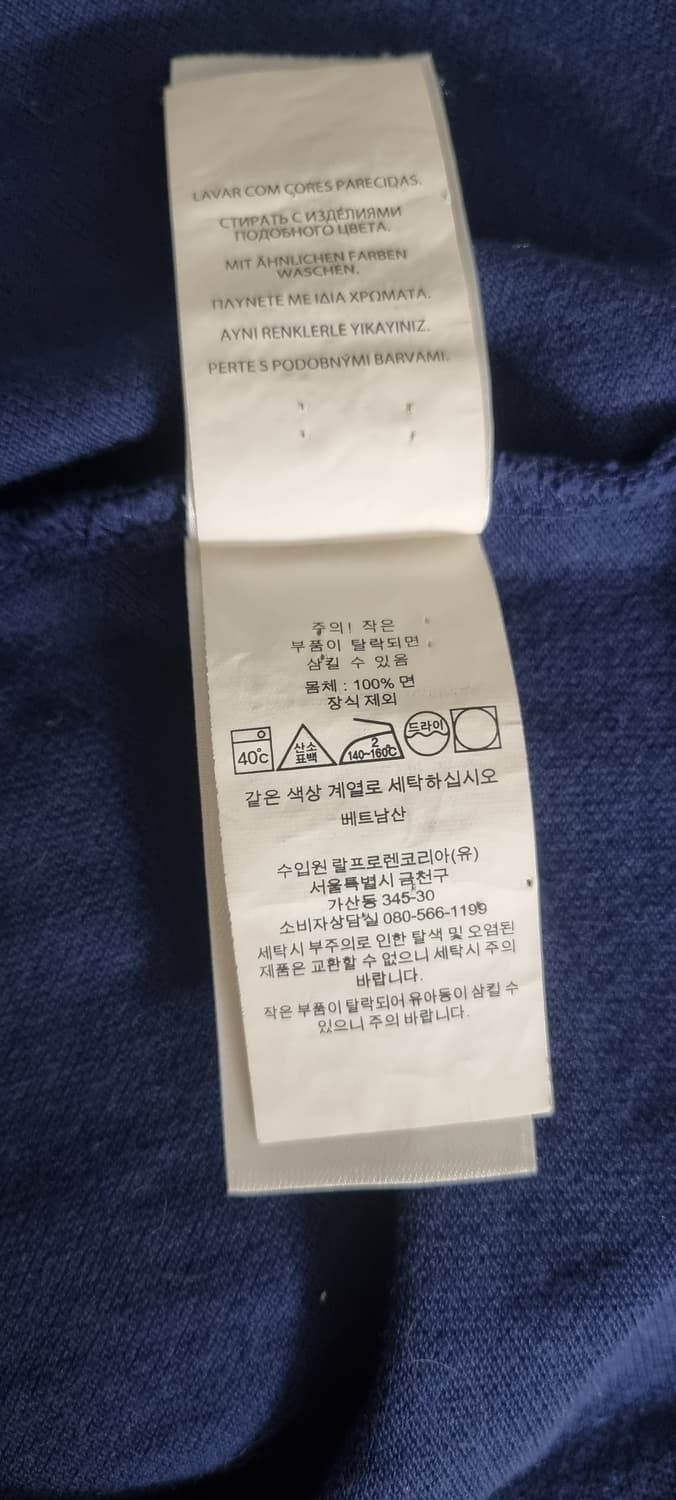 LAVAR COM CORES PARECIDAS.
СТИРАТЬ С ИЗДЕЛИЯМИ
ПОДОБНОГО ЦВЕТА.
MIT ÄHNLICHEN FARBEN
WASCHEN.
ΠΛΥΝΕΤΕ ΜΕ ΙΔΙΑ ΧΡΩΜΑΤΑ.
AYNI RENKLERLE YIKAYINIZ.
PERTE S PODOBNÝMI BARVAMI.
주의! 작은
부품이 탈락되면
삼킬 수 있음
몸체 : 100% 면
장식 제외
40°c 산소 표백 2 140~160°C 드라이
같은 색상 계열로 세탁하십시오
베트남산
수입원 랄프로렌코리아(유)
서울특별시 금천구
가산동 345-30
소비자상담실 080-566-1199
세탁시 부주의로 인한 탈색 및 오염된
제품은 교환할 수 없으니 세탁시 주의
바랍니다.
작은 부품이 탈락되어 유아동이 삼킬 수
있으니 주의 바랍니다.